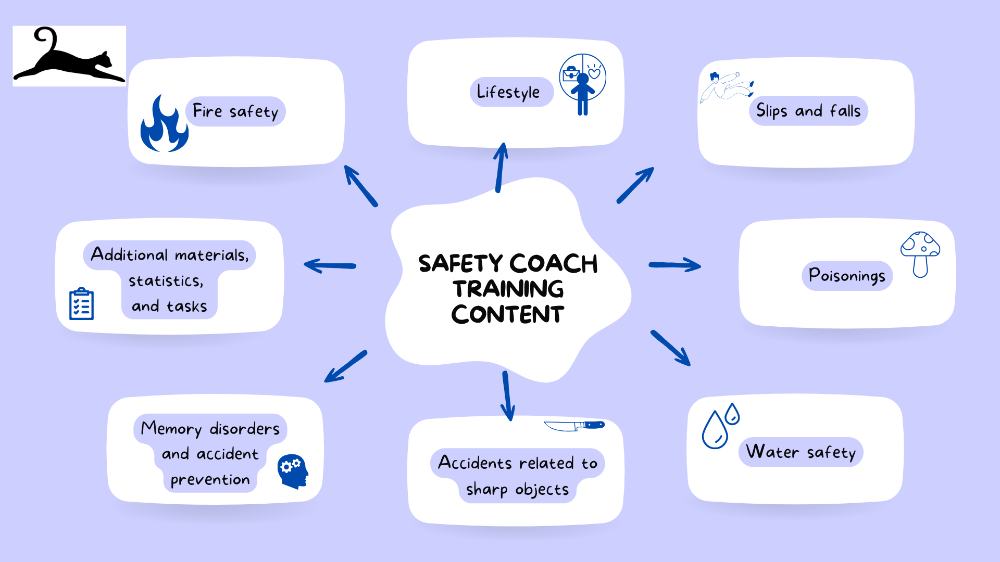 Fire safety
Lifestyle
Slips and falls
Additional materials,
statistics,
and tasks
SAFETY COACH
TRAINING
CONTENT
Poisonings
Memory disorders
and accident
prevention
Accidents related to
sharp objects
Water safety